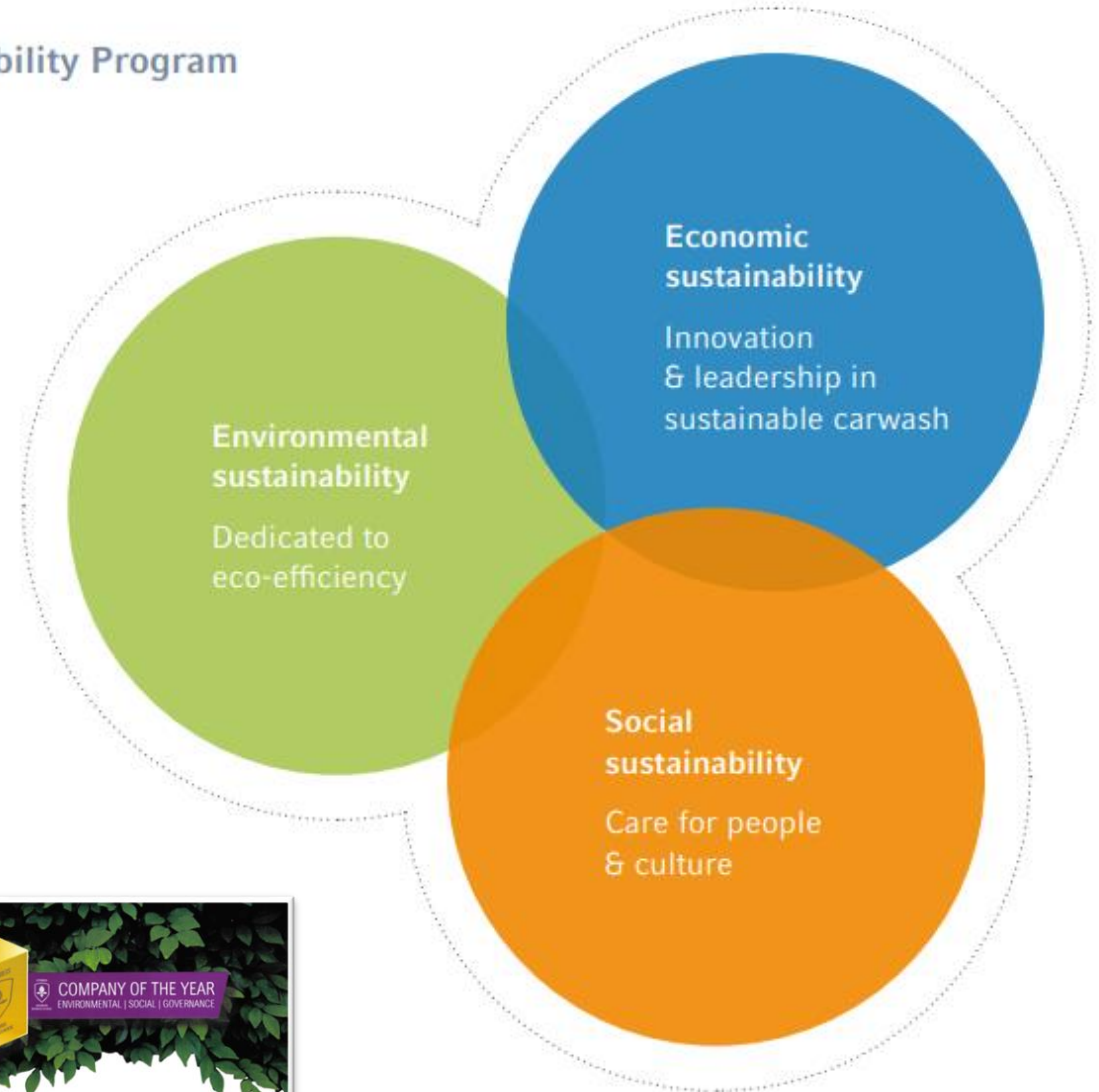 bility Program
Economic
sustainability
Innovation
& leadership in
sustainable carwash
Environmental
sustainability
Dedicated to
eco-efficiency
Social
sustainability
Care for people
& culture
COMPANY OF THE YEAR
ENVIRONMENTAL | SOCIAL | GOVERNANCE